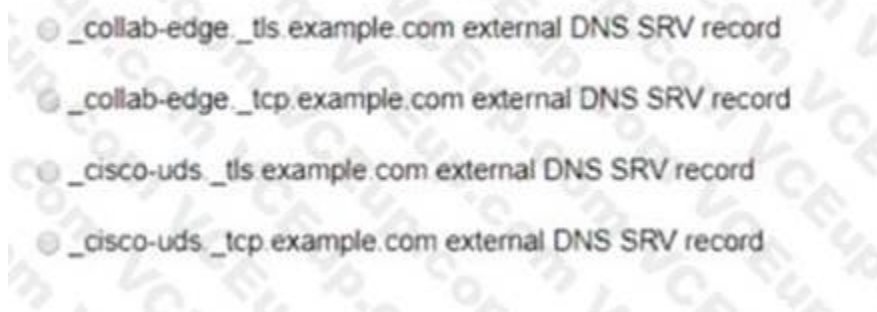 _collab-edge._tls.example.com external DNS SRV record
_collab-edge._tcp.example.com external DNS SRV record
_cisco-uds._tls.example.com external DNS SRV record
_cisco-uds._tcp.example.com external DNS SRV record